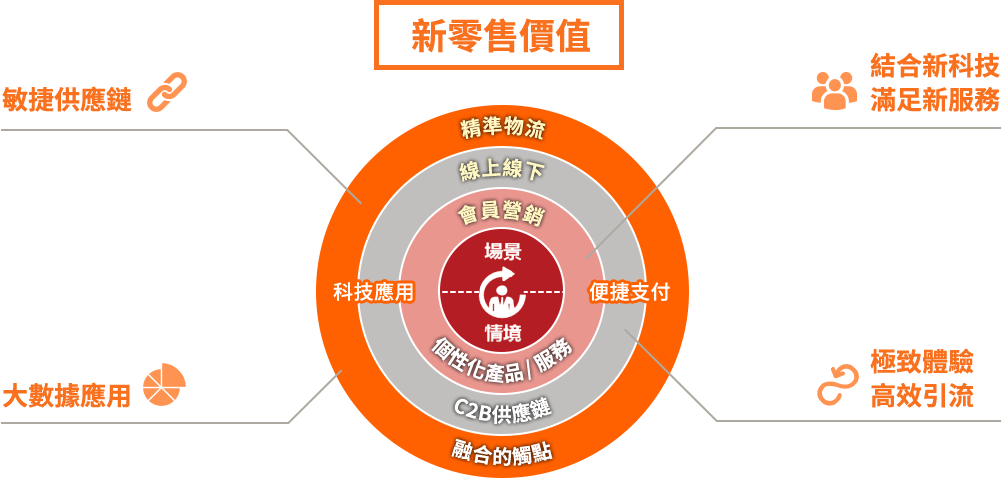 新零售價值
敏捷供應鏈
結合新科技
滿足新服務
精準物流
線上線下
會員營銷
場景
科技應用
便捷支付
情境
個性化產品/服務
C2B供應鏈
融合的觸點
大數據應用
極致體驗
高效引流